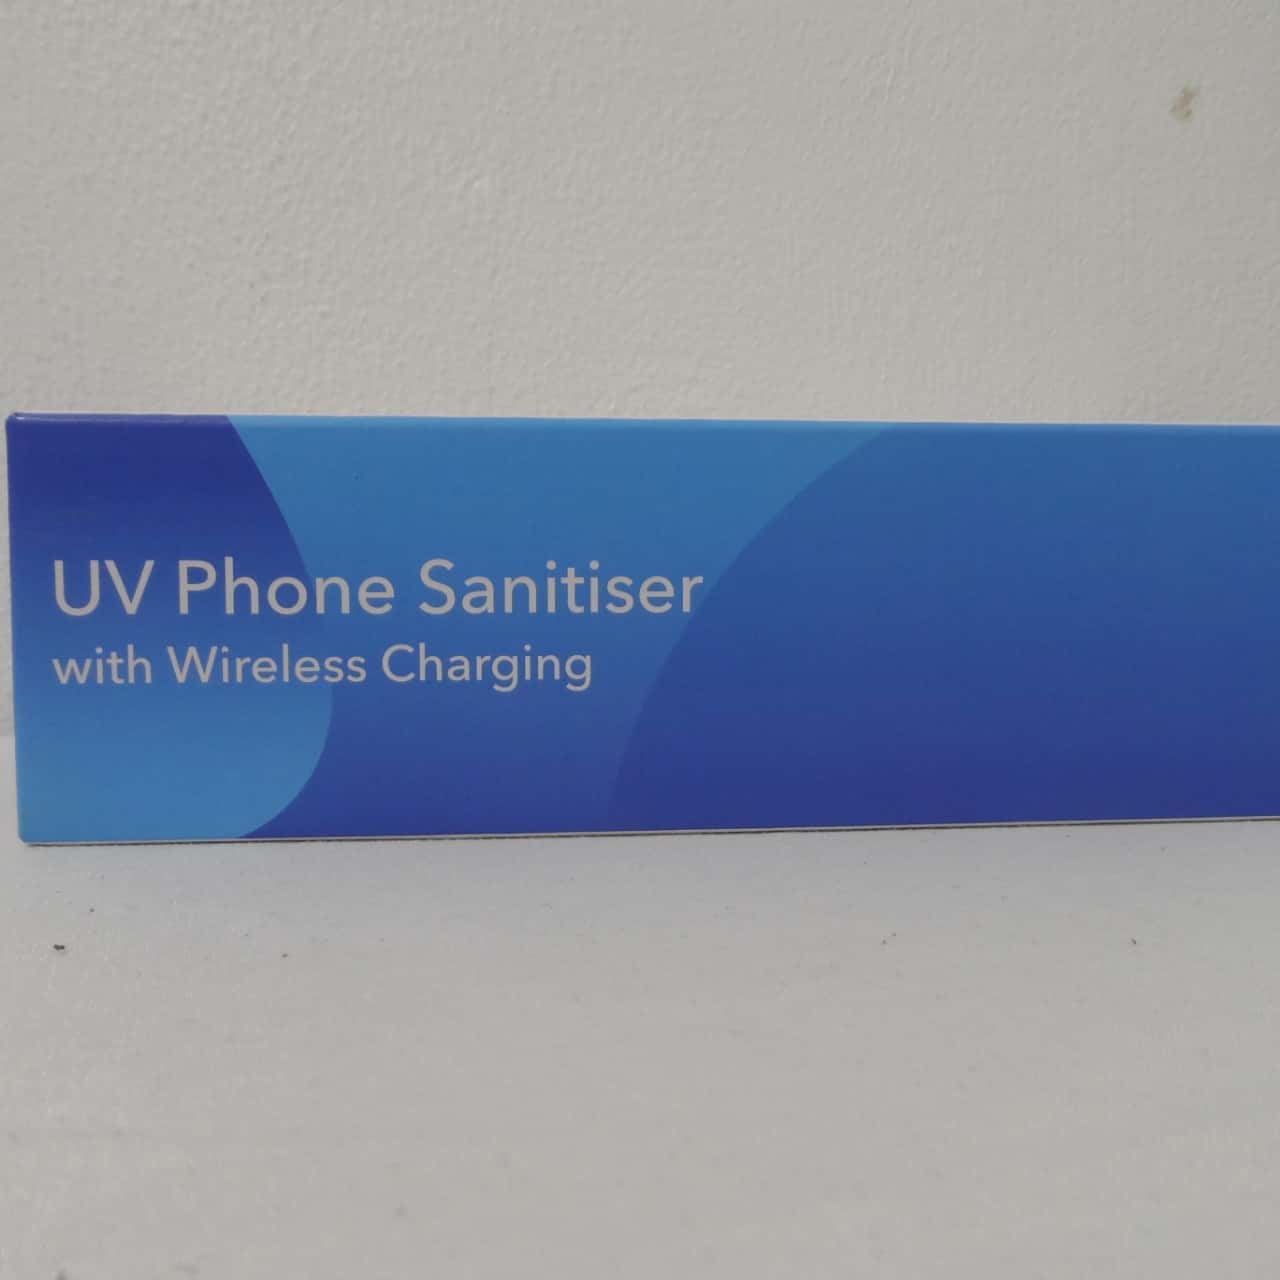 UV Phone Sanitiser
with Wireless Charging